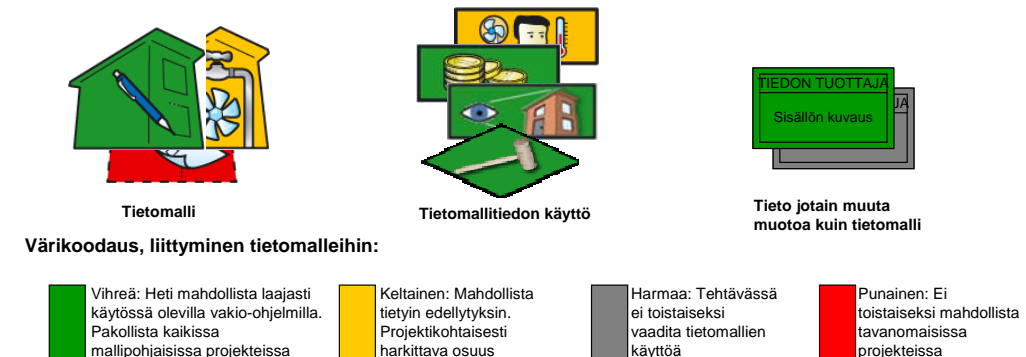 TIEDON TUOTTAJA
JA
Sisällön kuvaus
Tietomalli
Tietomallitiedon käyttö
Tieto jotain muuta
muotoa kuin tietomalli
Värikoodaus, liittyminen tietomalleihin:
Vihreä: Heti mahdollista laajasti
käytössä olevilla vakio-ohjelmilla.
Pakollista kaikissa
mallipohjaisissa projekteissa
Keltainen: Mahdollista
tietyin edellytyksin.
Projektikohtaisesti
harkittava osuus
Harmaa: Tehtävässä
ei toistaiseksi
vaadita tietomallien
käyttöä
Punainen: Ei
toistaiseksi mahdollista
tavanomaisissa
projekteissa